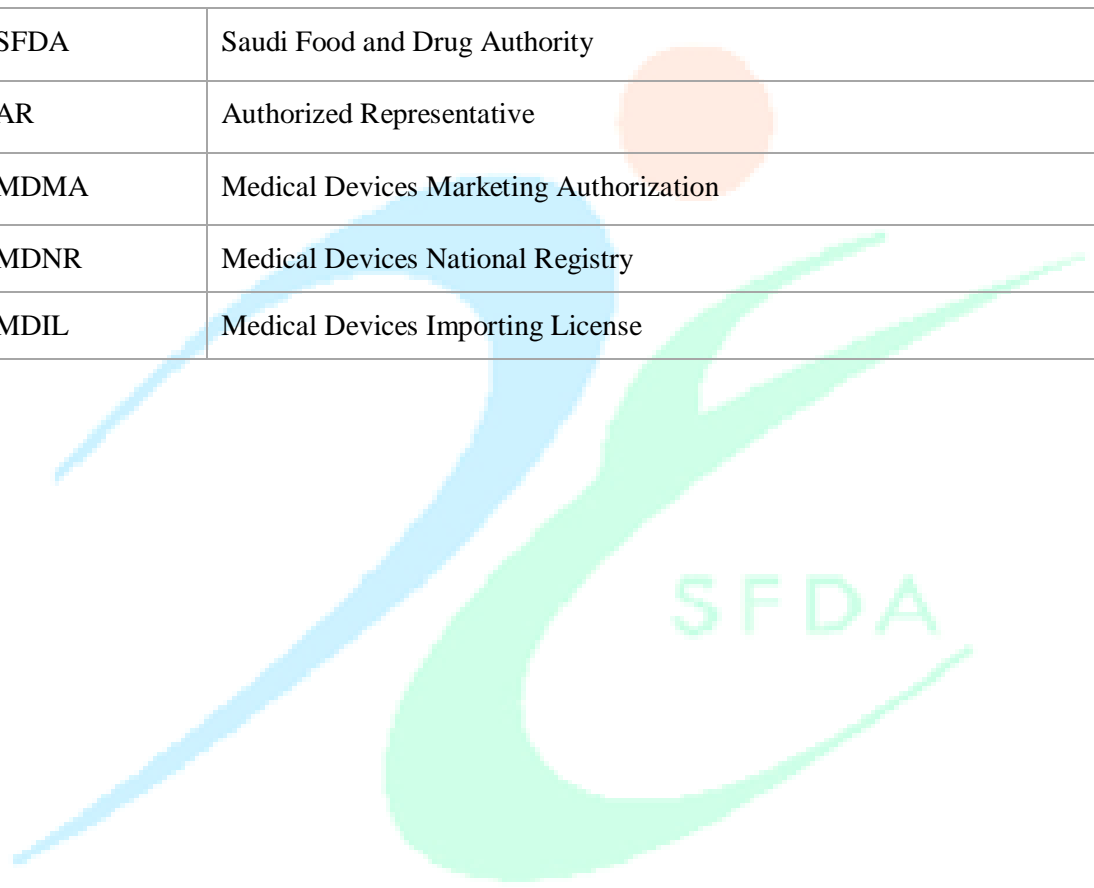 SFDA Saudi Food and Drug Authority
AR Authorized Representative
MDMA Medical Devices Marketing Authorization
MDNR Medical Devices National Registry
MDIL Medical Devices Importing License
SFDA